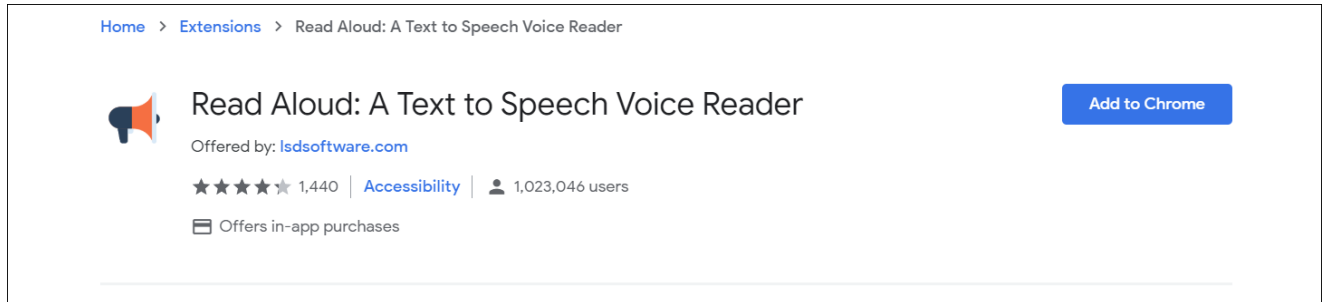 Home > Extensions > Read Aloud: A Text to Speech Voice Reader
Read Aloud: A Text to Speech Voice Reader
Add to Chrome
Offered by: lsdsoftware.com
1,440 | Accessibility | 1,023,046 users
Offers in-app purchases